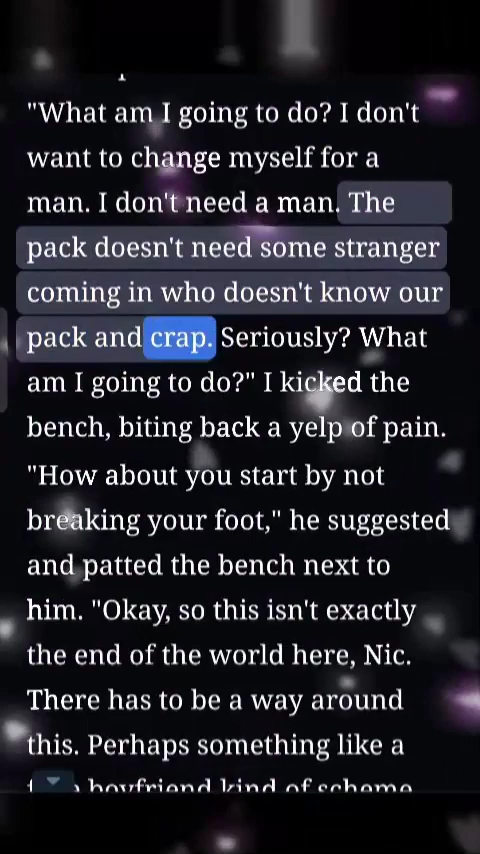 "What am I going to do? I don't
want to change myself for a
man. I don't need a man. The
pack doesn't need some stranger
coming in who doesn't know our
pack and crap. Seriously? What
am I going to do?" I kicked the
bench, biting back a yelp of pain.
"How about you start by not
breaking your foot," he suggested
and patted the bench next to
him. "Okay, so this isn't exactly
the end of the world here, Nic.
There has to be a way around
this. Perhaps something like a
boyfriend kind of scheme